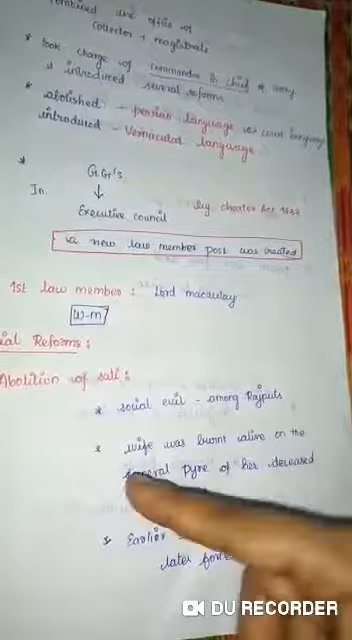 combined the office of
collector + magistrate
* took charge of commander in chief of army
& introduced several reforms.
* abolished - persian language as court language
introduced - Vernacular language
*
G.Gr's
In ↓
Executive council by charter Act
a new law member post was created
1st law member : Lord macaulay
W-M
ial Reforms :
Abolition of sati :
* social evil - among Rajputs
* wife was burnt alive on the
funeral pyre of her deceased
* Earlier
later
DU RECORDER